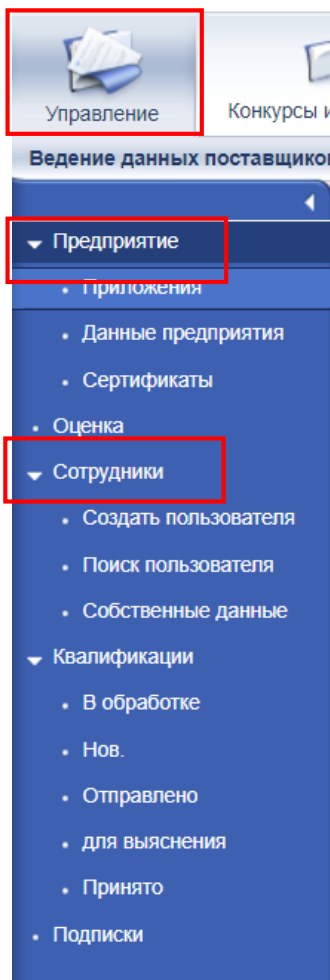 Управление
Конкурсы и
Ведение данных поставщиков
Предприятие
Приложения
Данные предприятия
Сертификаты
Оценка
Сотрудники
Создать пользователя
Поиск пользователя
Собственные данные
Квалификации
В обработке
Нов.
Отправлено
для выяснения
Принято
Подписки